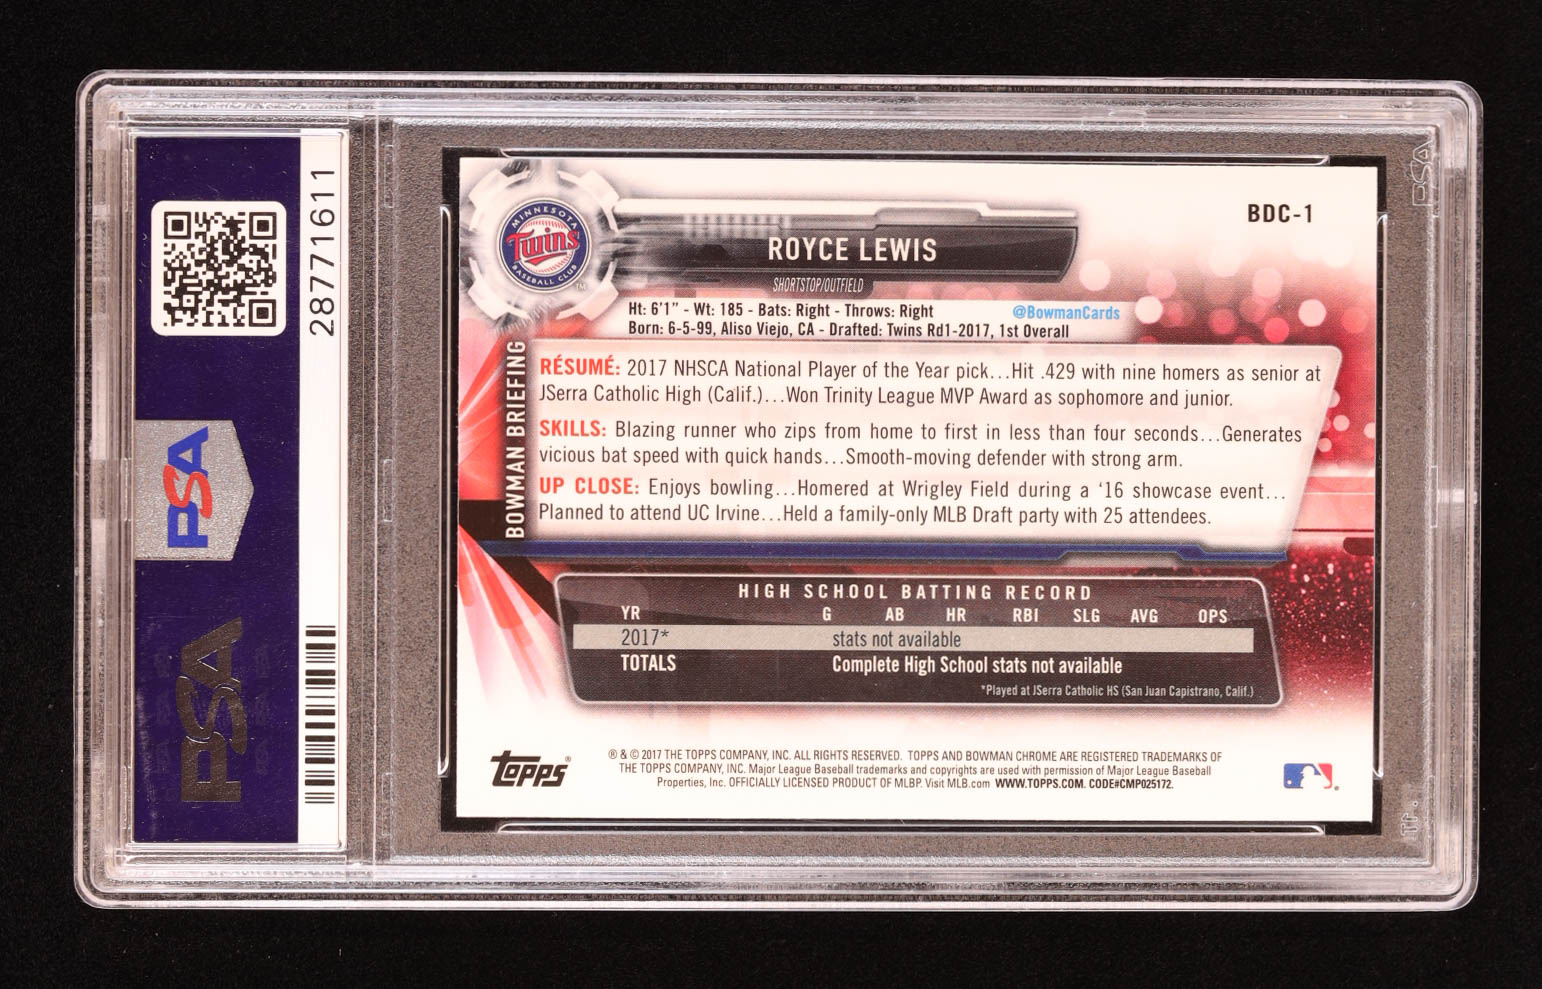 28771611
PSA
PSA
PSA
MINNESOTA
Twins
BASEBALL CLUB
TM
BDC-1
ROYCE LEWIS
SHORTSTOP/OUTFIELD
Ht: 6'1" - Wt: 185 - Bats: Right - Throws: Right
@BowmanCards
Born: 6-5-99, Aliso Viejo, CA - Drafted: Twins Rd1-2017, 1st Overall
BOWMAN BRIEFING
RÉSUMÉ: 2017 NHSCA National Player of the Year pick...Hit .429 with nine homers as senior at
JSerra Catholic High (Calif.)...Won Trinity League MVP Award as sophomore and junior.
SKILLS: Blazing runner who zips from home to first in less than four seconds...Generates
vicious bat speed with quick hands...Smooth-moving defender with strong arm.
UP CLOSE: Enjoys bowling...Homered at Wrigley Field during a '16 showcase event...
Planned to attend UC Irvine...Held a family-only MLB Draft party with 25 attendees.
HIGH SCHOOL BATTING RECORD
YR G AB HR RBI SLG AVG OPS
2017* stats not available
TOTALS Complete High School stats not available
*Played at JSerra Catholic HS (San Juan Capistrano, Calif.)
topps®
® & © 2017 THE TOPPS COMPANY, INC. ALL RIGHTS RESERVED. TOPPS AND BOWMAN CHROME ARE REGISTERED TRADEMARKS OF
THE TOPPS COMPANY, INC. Major League Baseball trademarks and copyrights are used with permission of Major League Baseball
Properties, Inc. OFFICIALLY LICENSED PRODUCT OF MLBP. Visit MLB.com WWW.TOPPS.COM. CODE#CMP025172.